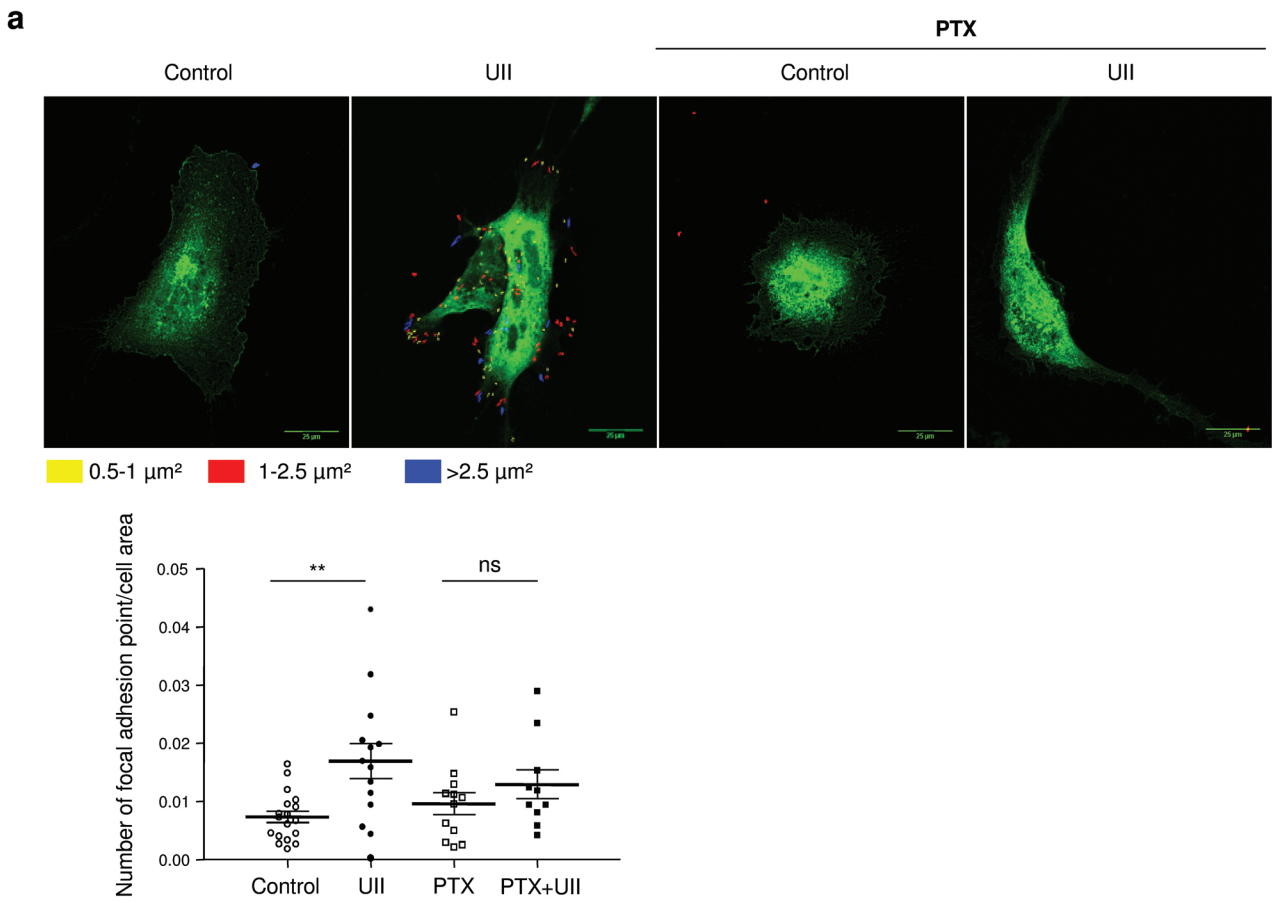 a
PTX
Control UII Control UII
25 µm 25 µm 25 µm 25 µm
0.5-1 µm² 1-2.5 µm² >2.5 µm²
Number of focal adhesion point/cell area
** ns
0.05
0.04
0.03
0.02
0.01
0.00
Control UII PTX PTX+UII